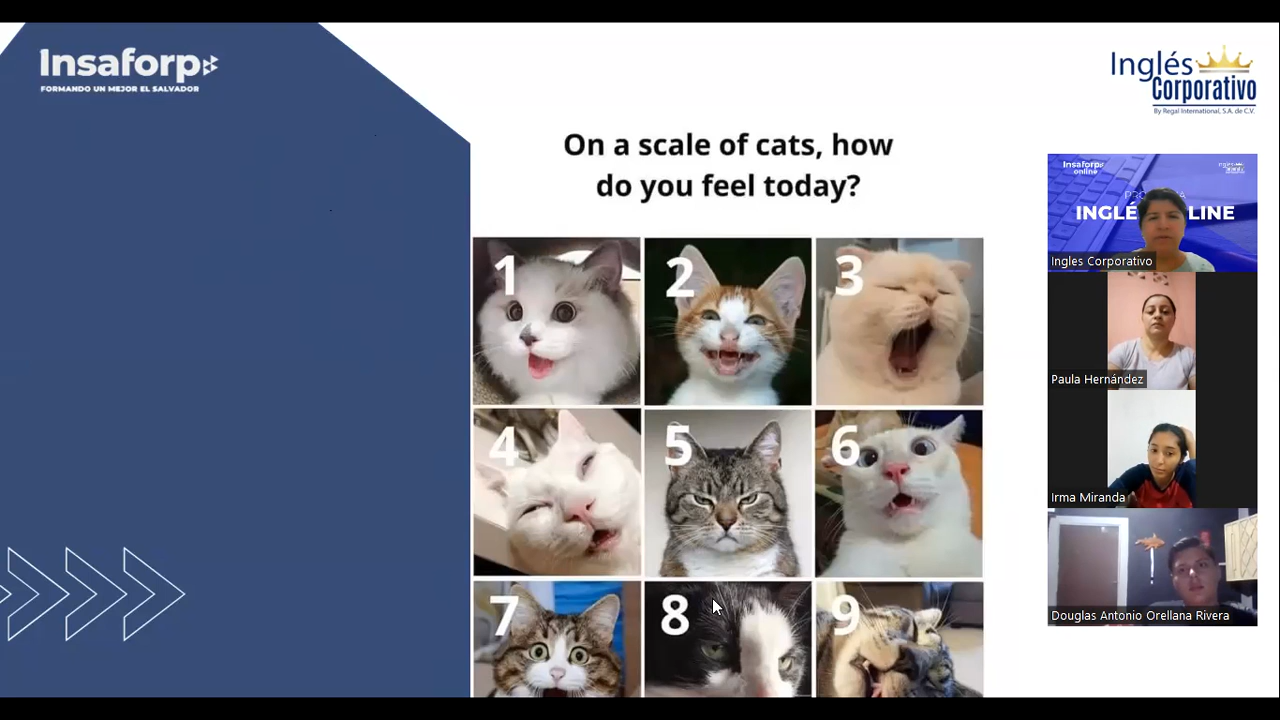 Insaforp
FORMANDO UN MEJOR EL SALVADOR
Inglés
Corporativo
By Regal International, S.A. de C.V.
On a scale of cats, how
do you feel today?
1
2
3
4
5
6
7
8
9
Insaforp
online
INGLÉ
LINE
Ingles Corporativo
Paula Hernández
Irma Miranda
Douglas Antonio Orellana Rivera